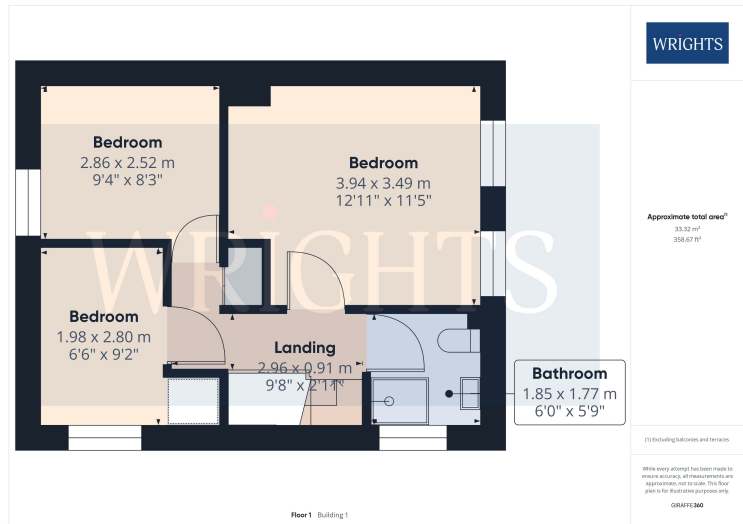 WRIGHTS
Bedroom
2.86 x 2.52 m
9'4" x 8'3"
Bedroom
3.94 x 3.49 m
12'11" x 11'5"
WRIGHTS
Bedroom
1.98 x 2.80 m
6'6" x 9'2"
Landing
2.96 x 0.91 m
9'8" x 2'11"
Bathroom
1.85 x 1.77 m
6'0" x 5'9"
Approximate total area⁽¹⁾
33.32 m²
358.67 ft²
(1) Excluding balconies and terraces
While every attempt has been made to
ensure accuracy, all measurements are
approximate, not to scale. This floor
plan is for illustrative purposes only.
GIRAFFE360
Floor 1 Building 1